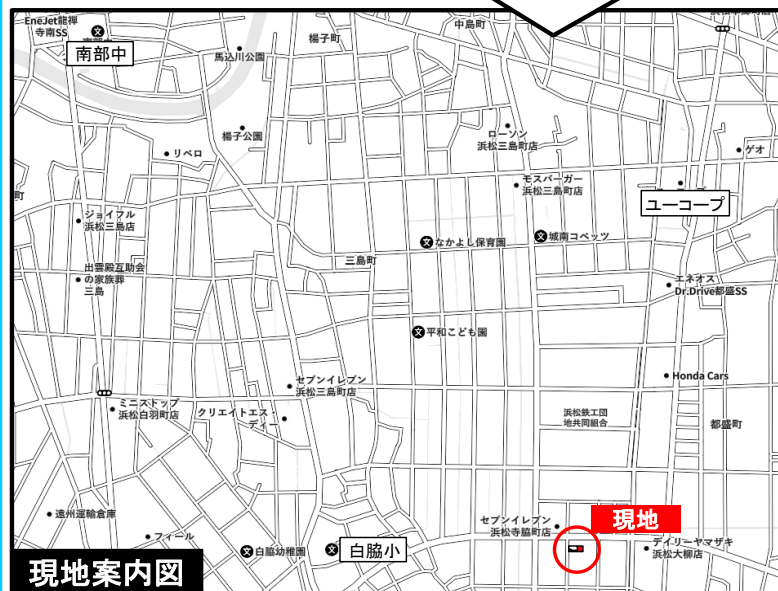 EneJet龍禅
寺南SS
南部中
馬込川公園
楊子町
中島町
楊子公園
リベロ
ローソン
浜松三島町店
ゲオ
モスバーガー
浜松三島町店
ユーコープ
町
ジョイフル
浜松三島店
なかよし保育園
城南コペッツ
三島町
出雲殿互助会
の家族葬
三島
エネオス
Dr.Drive都盛SS
平和こども園
セブンイレブン
浜松三島町店
Honda Cars
ミニストップ
浜松白羽町店
クリエイトエス・
ディー
浜松鉄工団
地共同組合
都盛町
遠州運輸倉庫
フィール
白脇幼稚園
白脇小
セブンイレブン
浜松寺脇町店
現地
デイリーヤマザキ
浜松大柳店
現地案内図